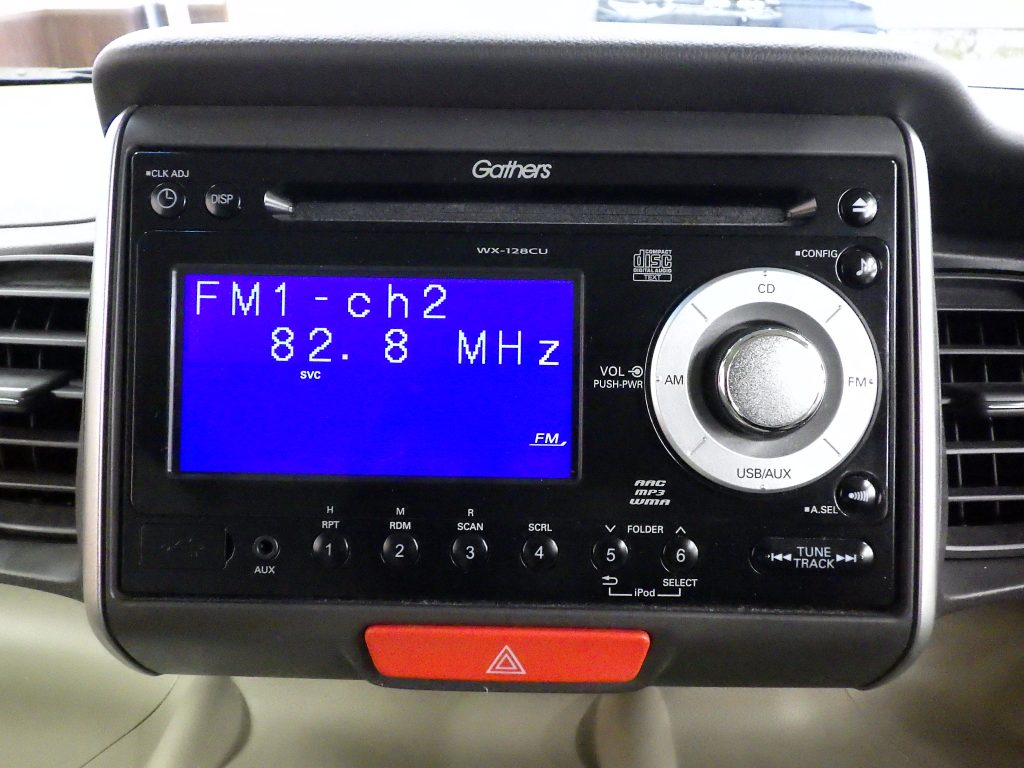 Gathers
■CLK ADJ
DISP
WX-128CU
COMPACT
disc
DIGITAL AUDIO
TEXT
■CONFIG
FM1-ch2
82.8 MHz
SVC
FM
CD
VOL
PUSH-PWR
AM
FM
USB/AUX
AAC
MP3
WMA
■A.SEL
H
M
R
RPT
RDM
SCAN
SCRL
FOLDER
AUX
1
2
3
4
5
6
TUNE
TRACK
iPod
SELECT